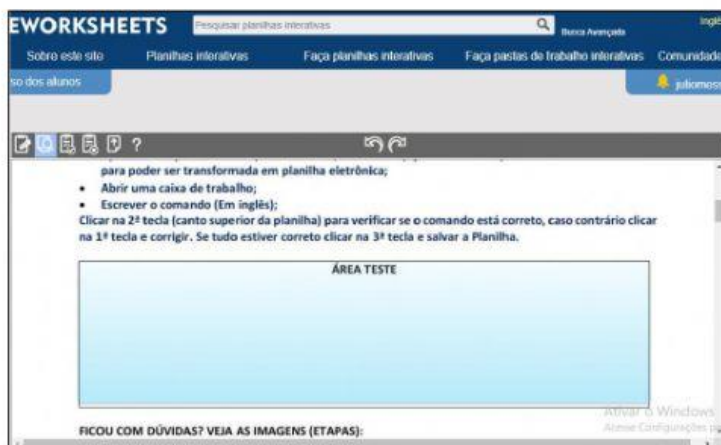 EWORKSHEETS
Pesquisar planilhas interativas
Busca Avançada
Inglê
Sobre este site
Planilhas interativas
Faça planilhas interativas
Faça pastas de trabalho interativas
Comunidade
so dos alunos
?
para poder ser transformada em planilha eletrônica;
• Abrir uma caixa de trabalho;
• Escrever o comando (Em inglês);
Clicar na 2ª tecla (canto superior da planilha) para verificar se o comando está correto, caso contrário clicar
na 1ª tecla e corrigir. Se tudo estiver correto clicar na 3ª tecla e salvar a Planilha.
ÁREA TESTE
Ativar o Windows
FICOU COM DÚVIDAS? VEJA AS IMAGENS (ETAPAS):